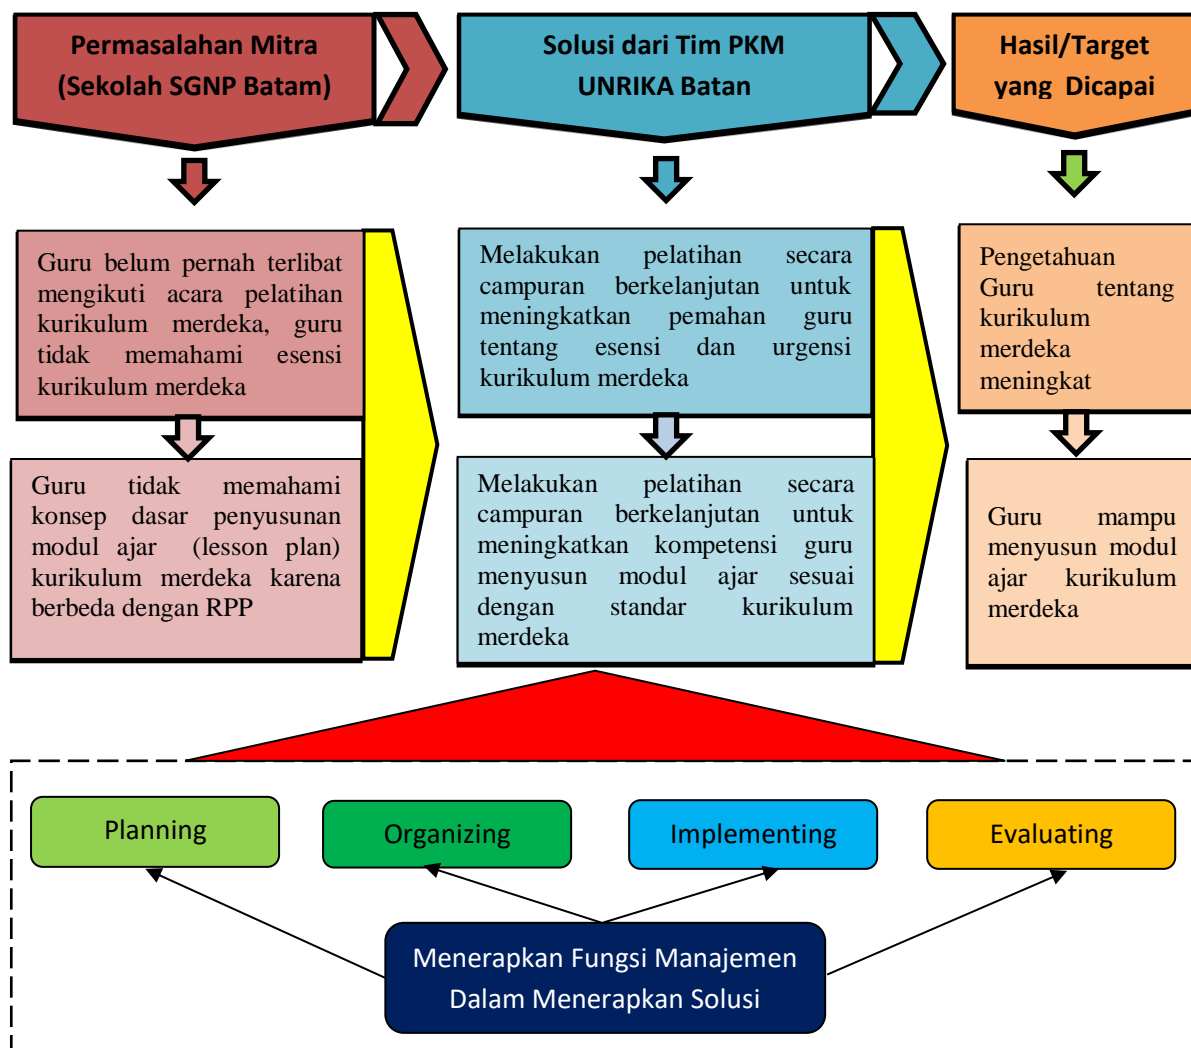 Permasalahan Mitra
(Sekolah SGNP Batam)
Solusi dari Tim PKM
UNRIKA Batan
Hasil/Target
yang Dicapai
Guru belum pernah terlibat
mengikuti acara pelatihan
kurikulum merdeka, guru
tidak memahami esensi
kurikulum merdeka
Melakukan pelatihan secara
campuran berkelanjutan untuk
meningkatkan pemahan guru
tentang esensi dan urgensi
kurikulum merdeka
Pengetahuan
Guru tentang
kurikulum
merdeka
meningkat
Guru tidak memahami
konsep dasar penyusunan
modul ajar (lesson plan)
kurikulum merdeka karena
berbeda dengan RPP
Melakukan pelatihan secara
campuran berkelanjutan untuk
meningkatkan kompetensi guru
menyusun modul ajar sesuai
dengan standar kurikulum
merdeka
Guru mampu
menyusun modul
ajar kurikulum
merdeka
Planning
Organizing
Implementing
Evaluating
Menerapkan Fungsi Manajemen
Dalam Menerapkan Solusi